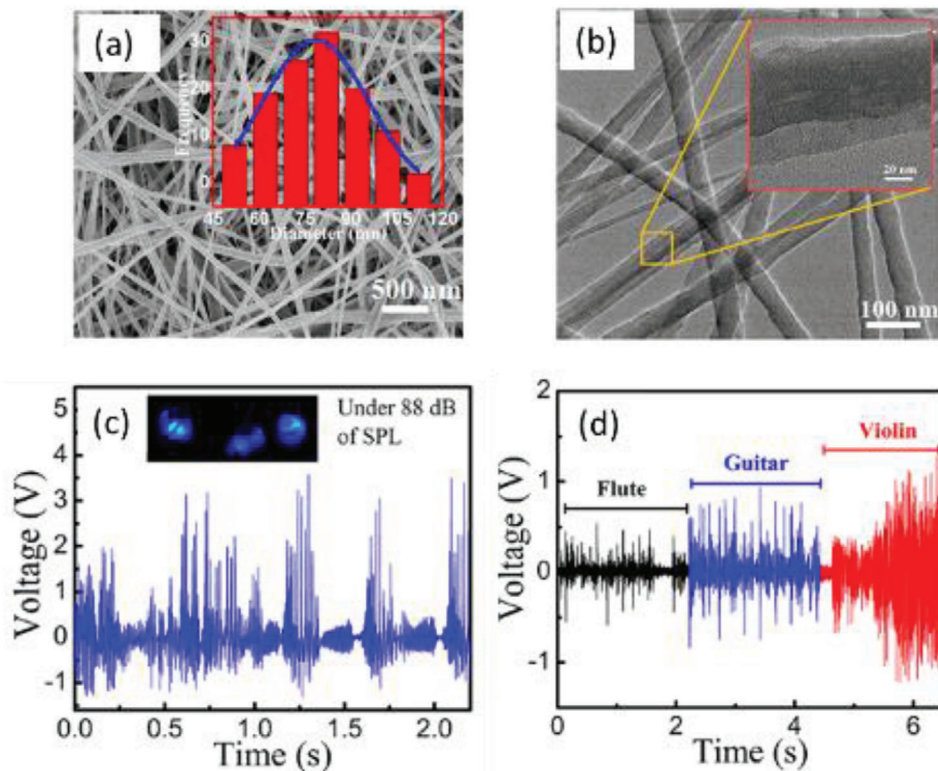 (a)
30
20
10
0
Frequency
45 60 75 90 105 120
Diameter (nm)
500 nm
(b)
20 nm
100 nm
(c)
Under 88 dB
of SPL
5
4
3
2
1
0
-1
Voltage (V)
0.0 0.5 1.0 1.5 2.0
Time (s)
(d)
Violin
Guitar
Flute
2
1
0
-1
Voltage (V)
0 2 4 6
Time (s)